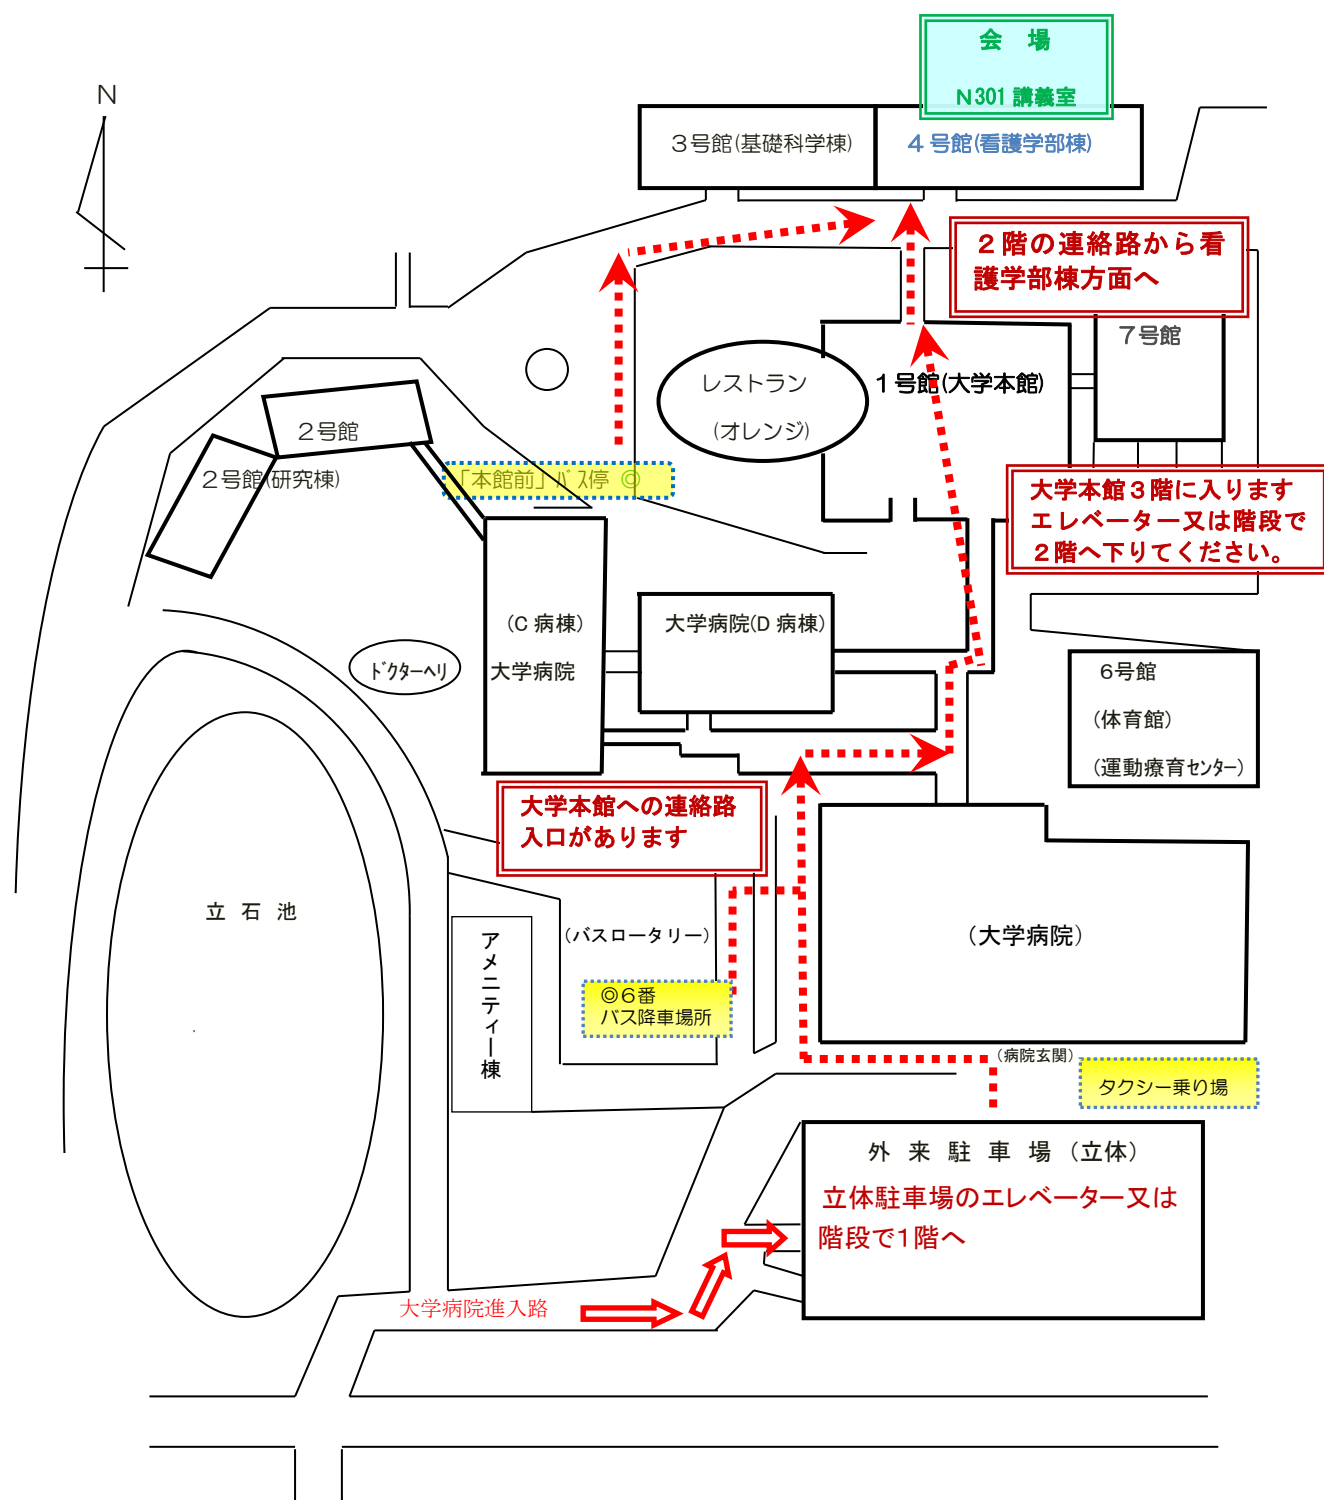 会　場
Ｎ301 講義室
Ｎ
３号館(基礎科学棟)
４号館(看護学部棟)
２階の連絡路から看
護学部棟方面へ
７号館
レストラン
(オレンジ)
１号館(大学本館)
２号館
２号館(研究棟)
「本館前」バス停 ◎
大学本館３階に入ります
エレベーター又は階段で
２階へ下りてください。
(C 病棟)
大学病院
大学病院(D 病棟)
ドクターヘリ
６号館
(体育館)
(運動療育センター)
大学本館への連絡路
入口があります
立 石 池
アメニティー棟
(バスロータリー)
◎６番
バス降車場所
(大学病院)
(病院玄関)
タクシー乗り場
外 来 駐 車 場 (立体)
立体駐車場のエレベーター又は
階段で１階へ
大学病院進入路